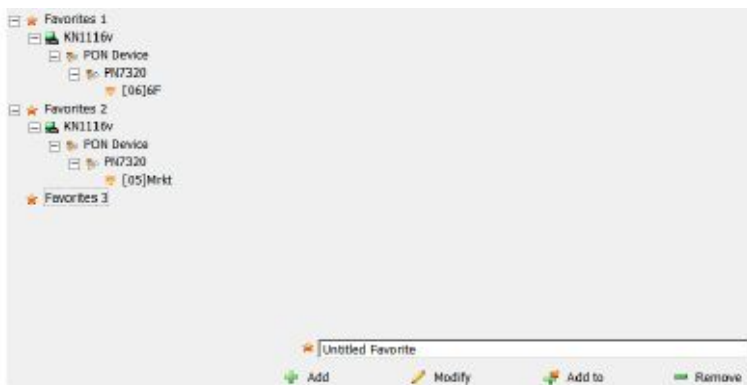 Favorites 1
KN1116v
PON Device
PN7320
[06]6F
Favorites 2
KN1116v
PON Device
PN7320
[05]Mrkt
Favorites 3
Untitled Favorite
Add Modify Add to Remove